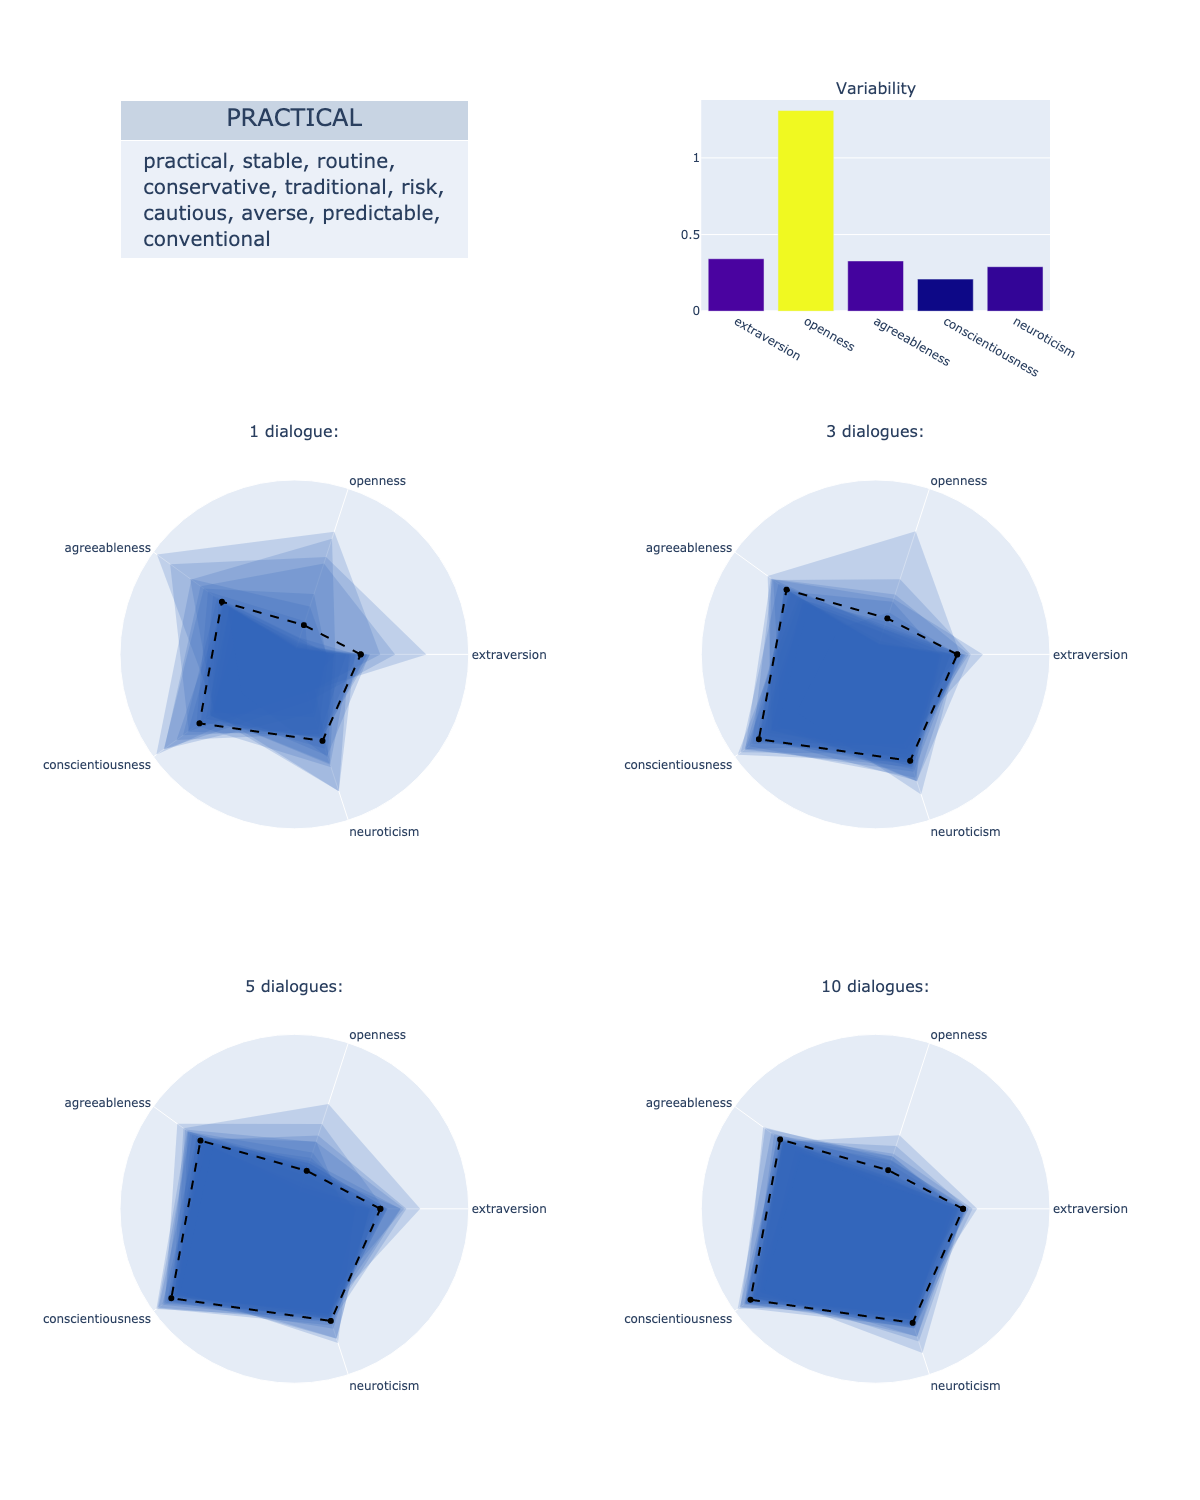 PRACTICAL
practical, stable, routine,
conservative, traditional, risk,
cautious, averse, predictable,
conventional
Variability
1
0.5
0
extraversion
openness
agreeableness
conscientiousness
neuroticism
1 dialogue:
openness
agreeableness
extraversion
conscientiousness
neuroticism
3 dialogues:
openness
agreeableness
extraversion
conscientiousness
neuroticism
5 dialogues:
openness
agreeableness
extraversion
conscientiousness
neuroticism
10 dialogues:
openness
agreeableness
extraversion
conscientiousness
neuroticism